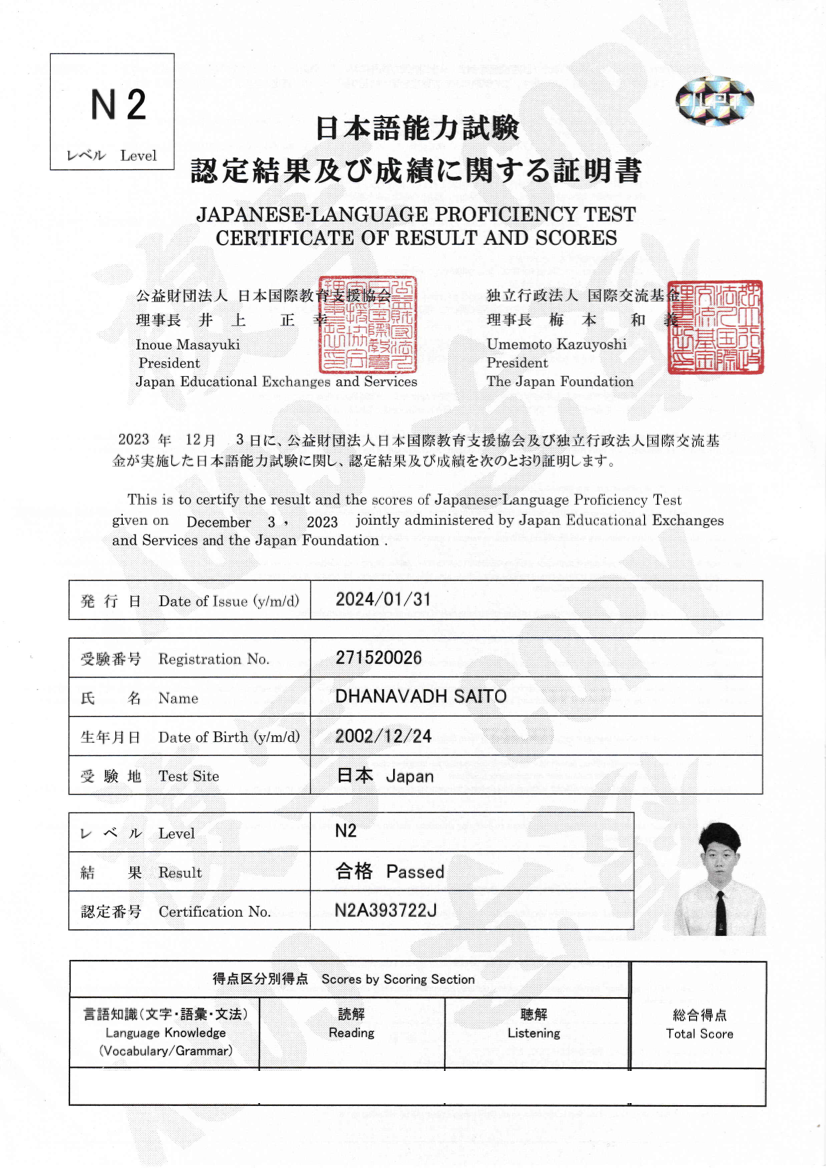 N2
レベル Level
JLPT
日本語能力試験
認定結果及び成績に関する証明書
JAPANESE-LANGUAGE PROFICIENCY TEST
CERTIFICATE OF RESULT AND SCORES
公益財団法人 日本国際教育支援協会
理事長 井上 正幸
Inoue Masayuki
President
Japan Educational Exchanges and Services
独立行政法人 国際交流基金
理事長 梅本 和義
Umemoto Kazuyoshi
President
The Japan Foundation
2023 年 12月 3日に、公益財団法人日本国際教育支援協会及び独立行政法人国際交流基
金が実施した日本語能力試験に関し、認定結果及び成績を次のとおり証明します。
This is to certify the result and the scores of Japanese-Language Proficiency Test
given on December 3, 2023 jointly administered by Japan Educational Exchanges
and Services and the Japan Foundation .
発行日 Date of Issue (y/m/d) 2024/01/31
受験番号 Registration No. 271520026
氏名 Name DHANAVADH SAITO
生年月日 Date of Birth (y/m/d) 2002/12/24
受験地 Test Site 日本 Japan
レベル Level N2
結果 Result 合格 Passed
認定番号 Certification No. N2A393722J
得点区分別得点 Scores by Scoring Section
言語知識(文字・語彙・文法)
Language Knowledge
(Vocabulary/Grammar)
読解
Reading
聴解
Listening
総合得点
Total Score
複写
COPY